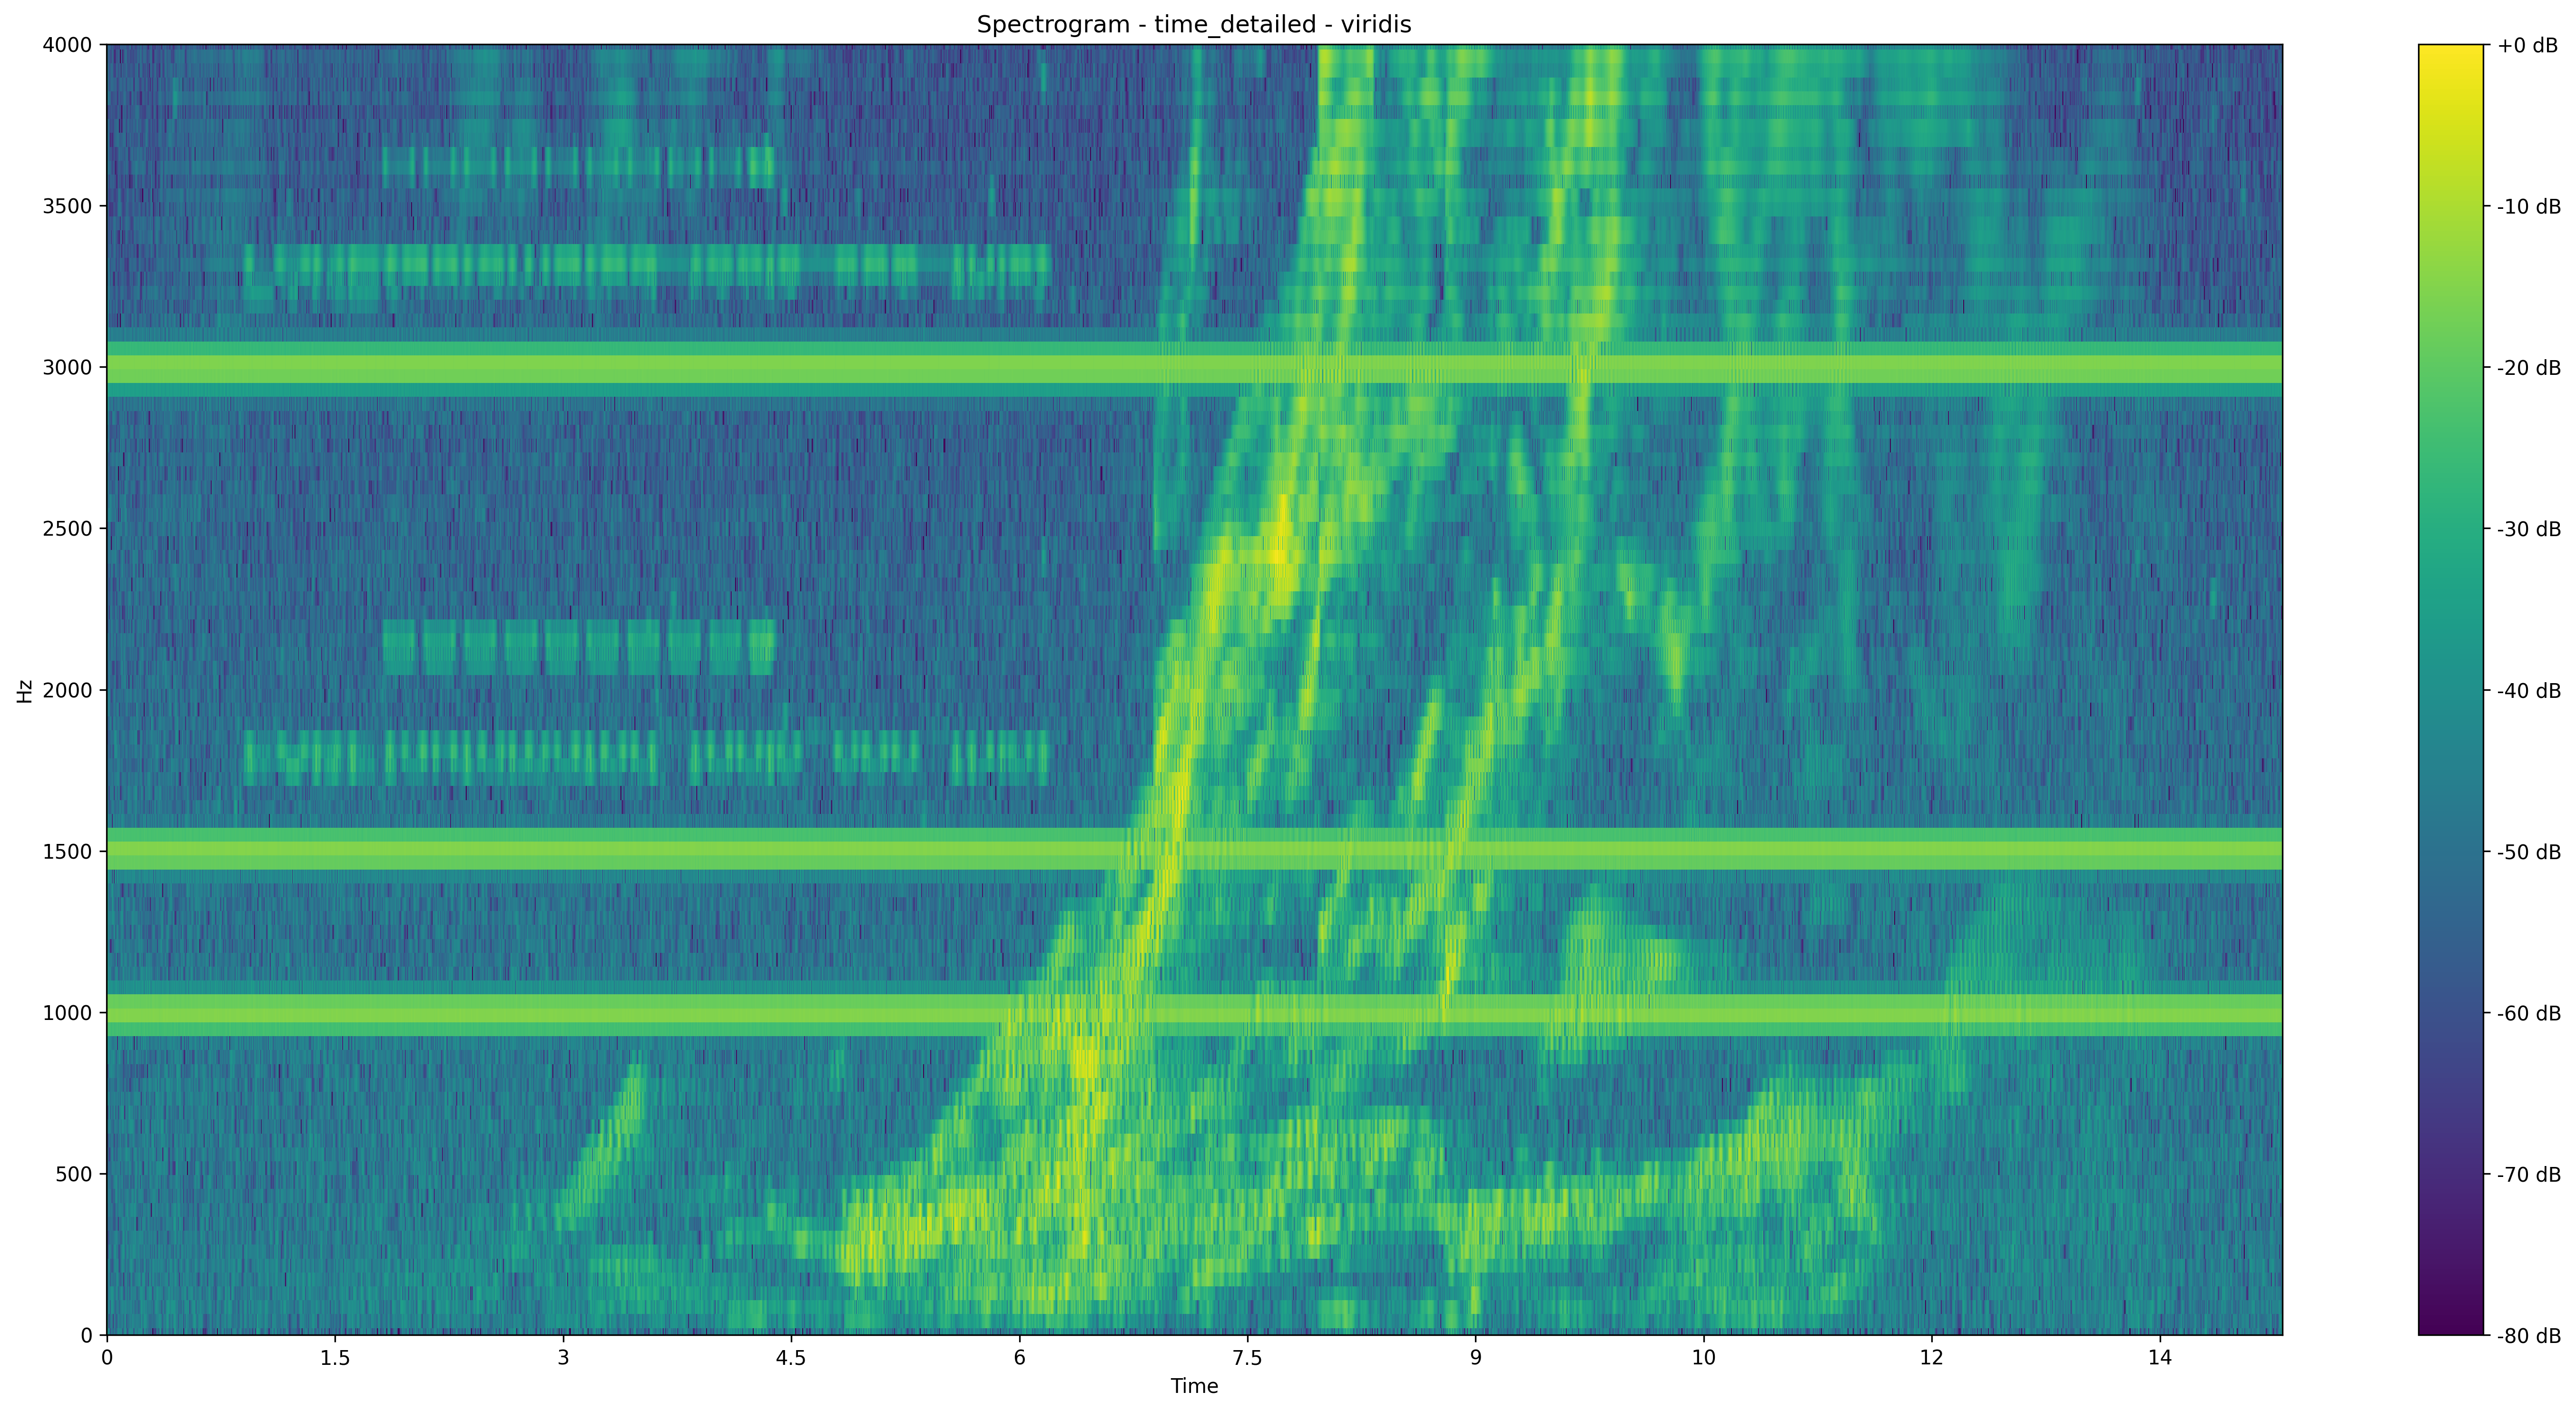 Spectrogram - time_detailed - viridis
4000
3500
3000
2500
2000
1500
1000
500
0
Hz
0 1.5 3 4.5 6 7.5 9 10 12 14
Time
+0 dB
-10 dB
-20 dB
-30 dB
-40 dB
-50 dB
-60 dB
-70 dB
-80 dB